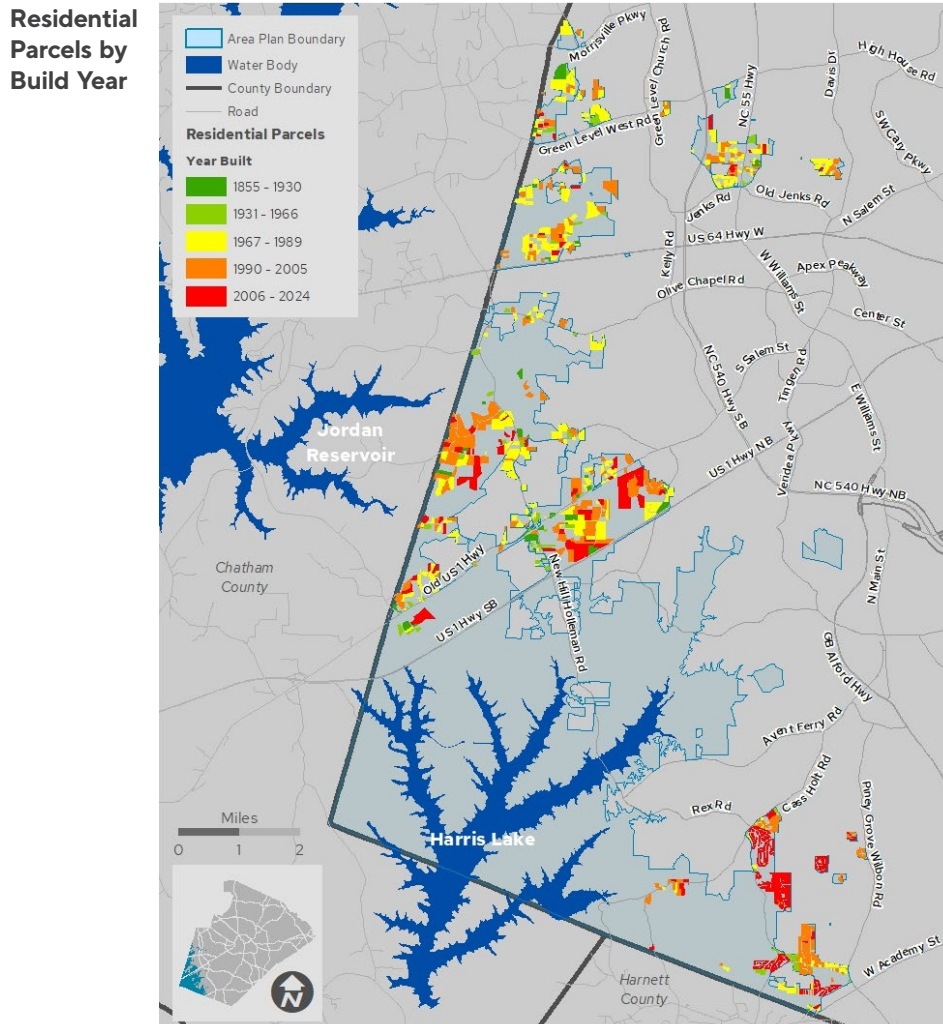 Residential
Parcels by
Build Year
Area Plan Boundary
Water Body
County Boundary
Road
Residential Parcels
Year Built
1855 - 1930
1931 - 1966
1967 - 1989
1990 - 2005
2006 - 2024
Morrisville Pkwy
Green Level Church Rd
NC 55 Hwy
Davis Dr
High House Rd
Green Level West Rd
SW Cary Pkwy
Jenks Rd
Old Jenks Rd
N Salem St
US 64 Hwy W
Kelly Rd
W Williams St
Apex Peakway
Olive Chapel Rd
Center St
NC 540 Hwy SB
S Salem St
Tingen Rd
E Williams St
Jordan
Reservoir
US 1 Hwy NB
Veridea Pkwy
NC 540 Hwy NB
Chatham
County
Old US 1 Hwy
US 1 Hwy SB
New Hill Holleman Rd
N Main St
GB Alford Hwy
Avent Ferry Rd
Cass Holt Rd
Rex Rd
Piney Grove Wilbon Rd
Harris Lake
Miles
0 1 2
W Academy St
Harnett
County
N